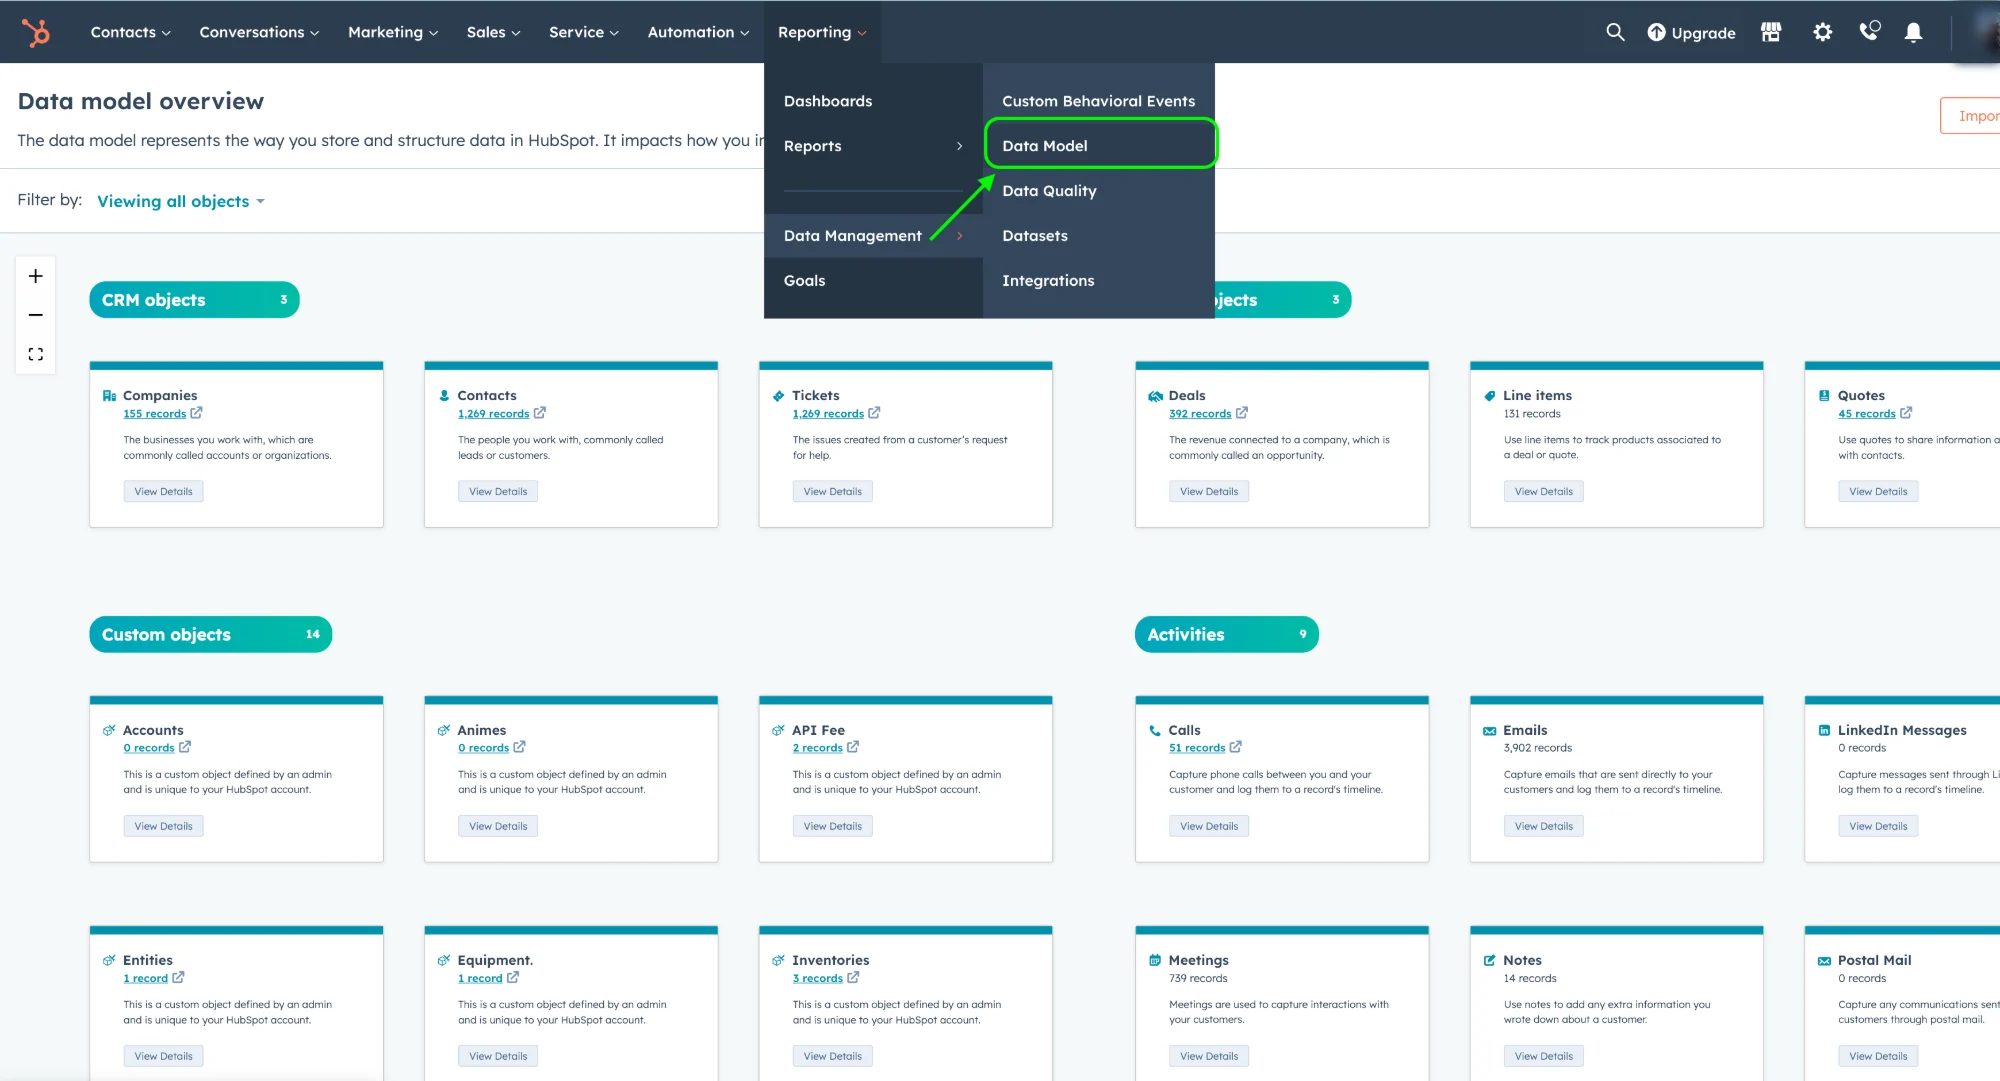 Contacts
Conversations
Marketing
Sales
Service
Automation
Reporting
Upgrade
Data model overview
The data model represents the way you store and structure data in HubSpot. It impacts how you
Impor
Dashboards
Reports
Data Management
Goals
Custom Behavioral Events
Data Model
Data Quality
Datasets
Integrations
Filter by: Viewing all objects
CRM objects 3
jects 3
Companies
155 records
The businesses you work with, which are
commonly called accounts or organizations.
View Details
Contacts
1,269 records
The people you work with, commonly called
leads or customers.
View Details
Tickets
1,269 records
The issues created from a customer's request
for help.
View Details
Deals
392 records
The revenue connected to a company, which is
commonly called an opportunity.
View Details
Line items
131 records
Use line items to track products associated to
a deal or quote.
View Details
Quotes
45 records
Use quotes to share information a
with contacts.
View Details
Custom objects 14
Activities 9
Accounts
0 records
This is a custom object defined by an admin
and is unique to your HubSpot account.
View Details
Animes
0 records
This is a custom object defined by an admin
and is unique to your HubSpot account.
View Details
API Fee
2 records
This is a custom object defined by an admin
and is unique to your HubSpot account.
View Details
Calls
51 records
Capture phone calls between you and your
customer and log them to a record's timeline.
View Details
Emails
3,902 records
Capture emails that are sent directly to your
customers and log them to a record's timeline.
View Details
LinkedIn Messages
0 records
Capture messages sent through Li
log them to a record's timeline.
View Details
Entities
1 record
This is a custom object defined by an admin
and is unique to your HubSpot account.
View Details
Equipment.
1 record
This is a custom object defined by an admin
and is unique to your HubSpot account.
View Details
Inventories
3 records
This is a custom object defined by an admin
and is unique to your HubSpot account.
View Details
Meetings
739 records
Meetings are used to capture interactions with
your customers.
View Details
Notes
14 records
Use notes to add any extra information you
wrote down about a customer.
View Details
Postal Mail
0 records
Capture any communications sent
customers through postal mail.
View Details